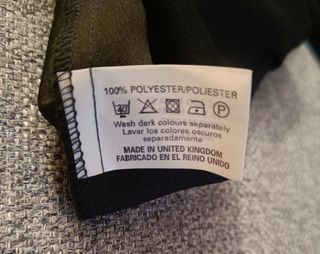 100% POLYESTER/POLIESTER
40 P
Wash dark colours separately
Lavar los colores oscuros
separadamente
MADE IN UNITED KINGDOM
FABRICADO EN EL REINO UNIDO